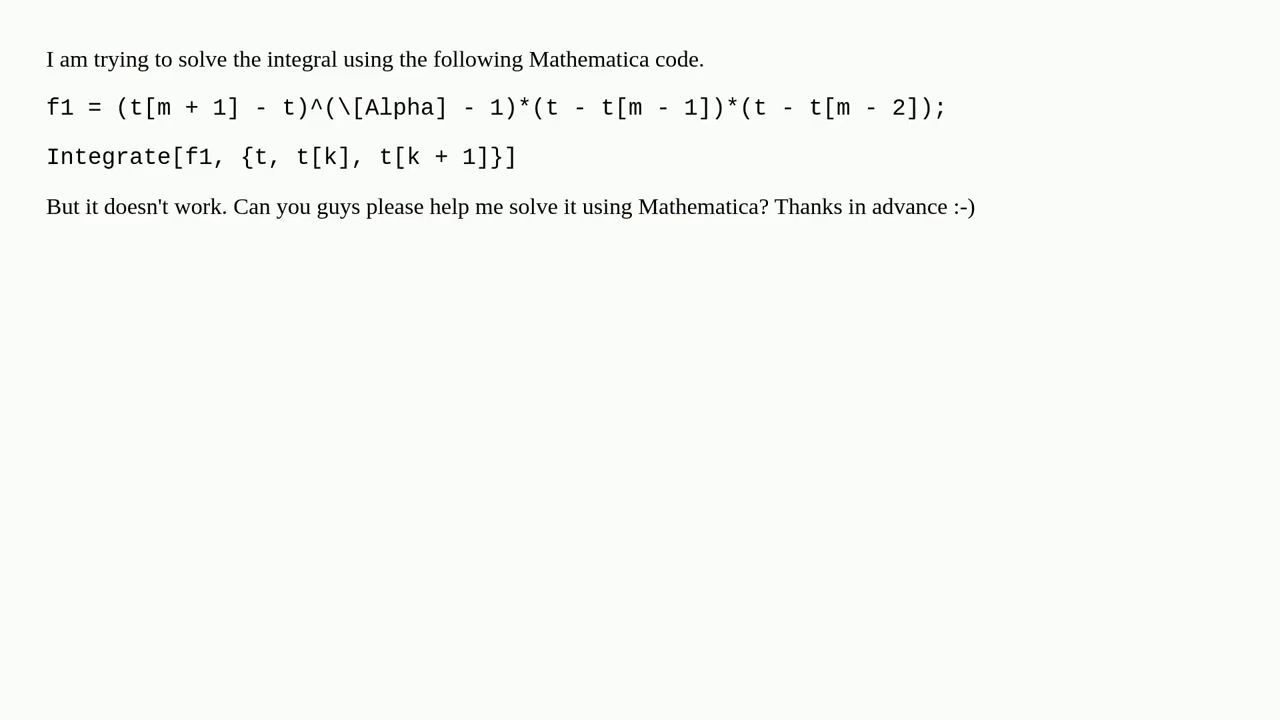 I am trying to solve the integral using the following Mathematica code.
f1 = (t[m + 1] - t)^(\[Alpha] - 1)*(t - t[m - 1])*(t - t[m - 2]);
Integrate[f1, {t, t[k], t[k + 1]}]
But it doesn't work. Can you guys please help me solve it using Mathematica? Thanks in advance :-)